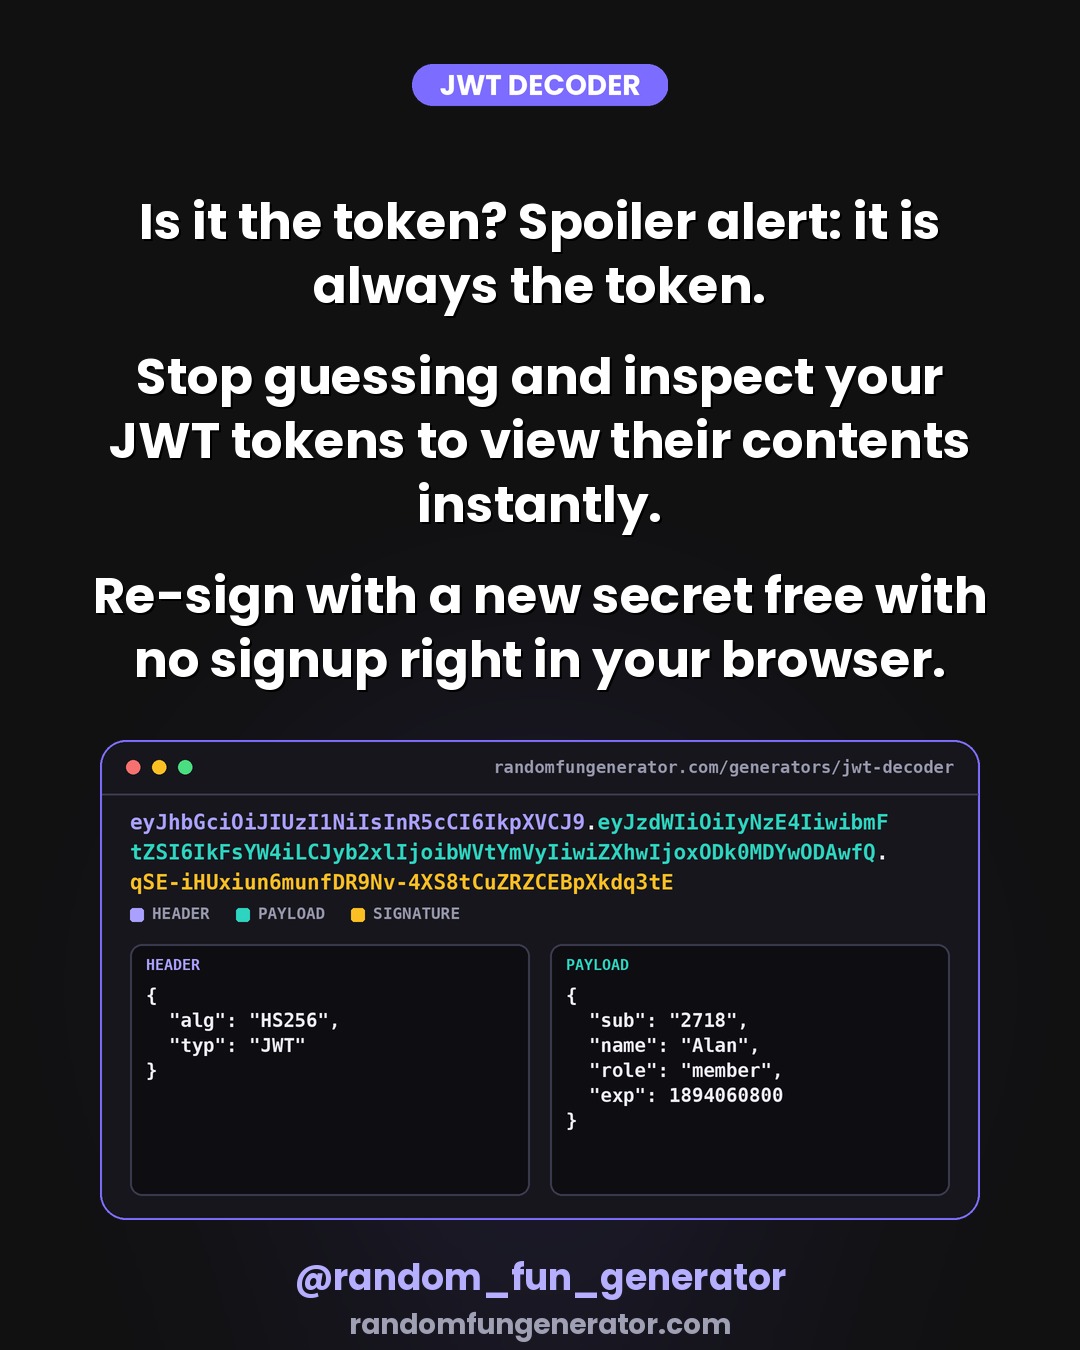 JWT DECODER
Is it the token? Spoiler alert: it is
always the token.
Stop guessing and inspect your
JWT tokens to view their contents
instantly.
Re-sign with a new secret free with
no signup right in your browser.
randomfungenerator.com/generators/jwt-decoder
eyJhbGciOiJIUzI1NiIsInR5cCI6IkpXVCJ9.eyJzdWIiOiIyNzE4IiwibmF
tZSI6IkFsYW4iLCJyb2xlIjoibWVtYmVyIiwiZXhwIjoxODk0MDYwODAwfQ.
qSE-iHUxiun6munfDR9Nv-4XS8tCuZRZCEBpXkdq3tE
HEADER PAYLOAD SIGNATURE
HEADER
{
  "alg": "HS256",
  "typ": "JWT"
}
PAYLOAD
{
  "sub": "2718",
  "name": "Alan",
  "role": "member",
  "exp": 1894060800
}
@random_fun_generator
randomfungenerator.com